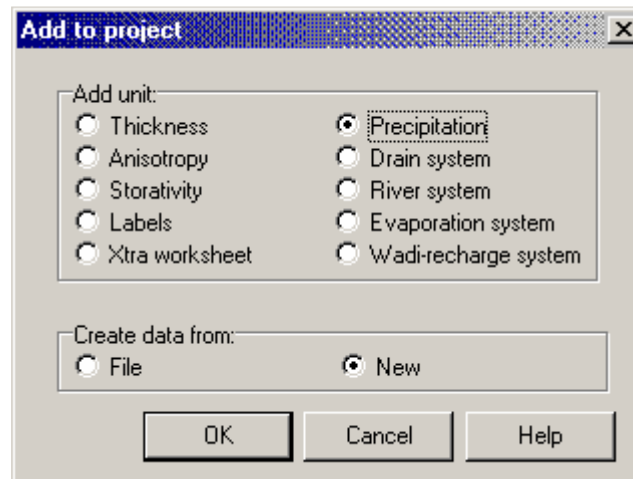 Add to project
Add unit:
Thickness Precipitation
Anisotropy Drain system
Storativity River system
Labels Evaporation system
Xtra worksheet Wadi-recharge system
Create data from:
File New
OK Cancel Help